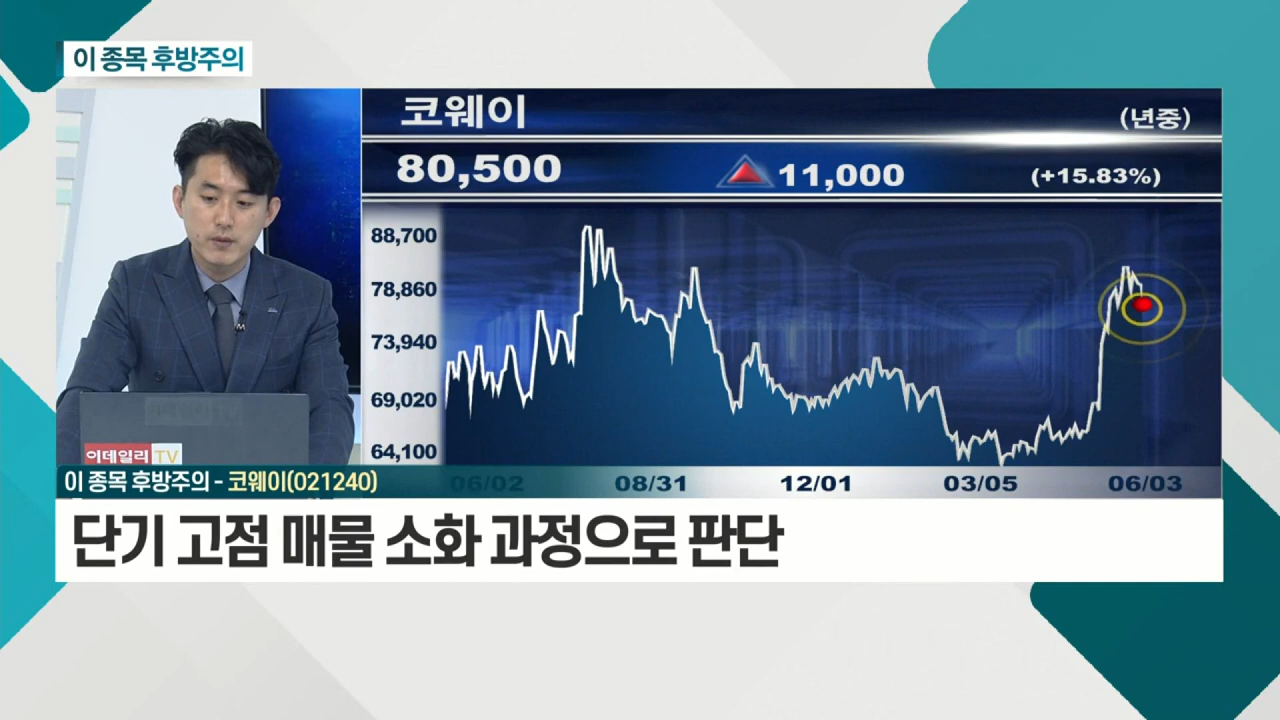 이 종목 후방주의
코웨이
(년중)
80,500
11,000
(+15.83%)
88,700
78,860
73,940
69,020
64,100
06/02
08/31
12/01
03/05
06/03
이데일리TV
이 종목 후방주의 - 코웨이(021240)
단기 고점 매물 소화 과정으로 판단